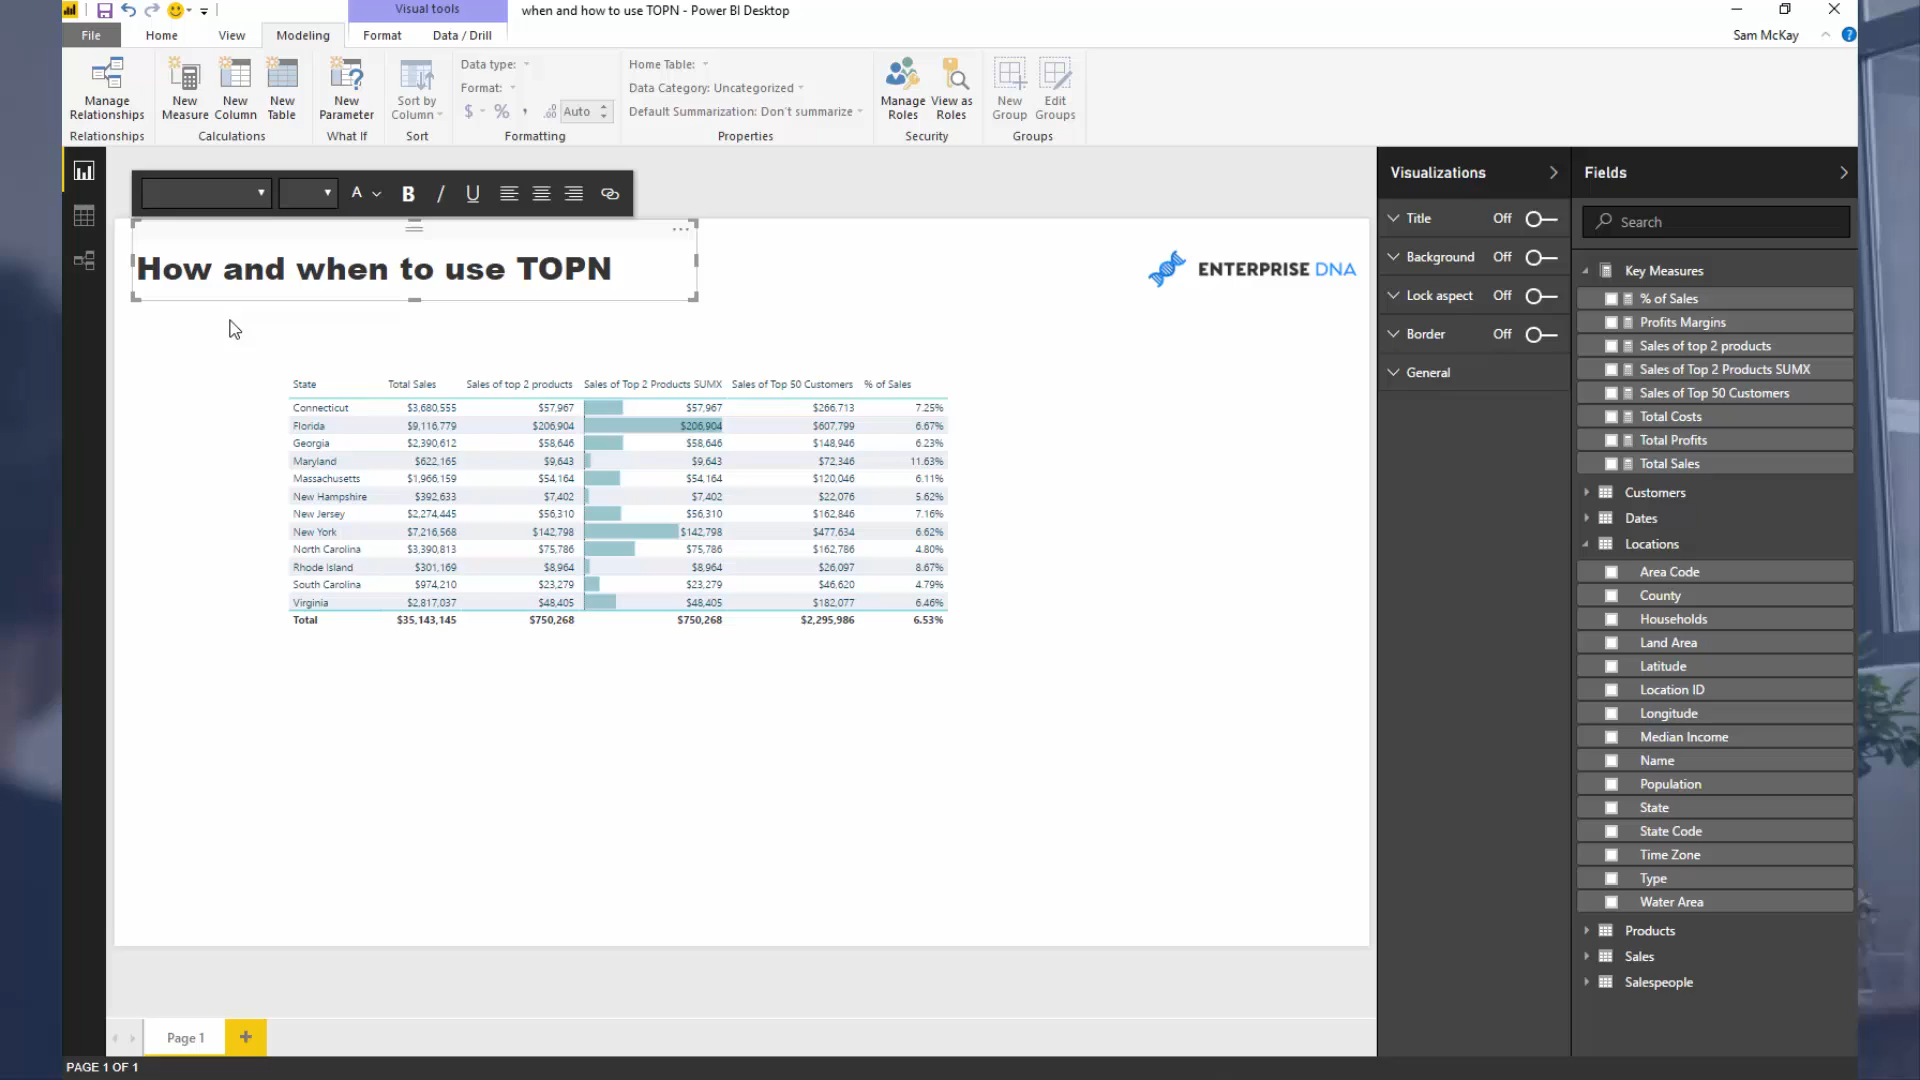 Visual tools
when and how to use TOPN - Power BI Desktop
File Home View Modeling Format Data / Drill
Sam McKay
Manage Relationships
New Measure
New Column
New Table
New Parameter
Sort by Column
Data type:
Format:
$ % , .00 Auto
Home Table:
Data Category: Uncategorized
Default Summarization: Don't summarize
Manage Roles
View as Roles
New Group
Edit Groups
Relationships Calculations What If Sort Formatting Properties Security Groups
A B / U
How and when to use TOPN
ENTERPRISE DNA
State Total Sales Sales of top 2 products Sales of Top 2 Products SUMX Sales of Top 50 Customers % of Sales
Connecticut $3,680,555 $57,967 $57,967 $266,713 7.25%
Florida $9,116,779 $206,904 $206,904 $607,799 6.67%
Georgia $2,390,612 $58,646 $58,646 $148,946 6.23%
Maryland $622,165 $9,643 $9,643 $72,346 11.63%
Massachusetts $1,966,159 $54,164 $54,164 $120,046 6.11%
New Hampshire $392,633 $7,402 $7,402 $22,076 5.62%
New Jersey $2,274,445 $56,310 $56,310 $162,846 7.16%
New York $7,216,568 $142,798 $142,798 $477,634 6.62%
North Carolina $3,390,813 $75,786 $75,786 $162,786 4.80%
Rhode Island $301,169 $8,964 $8,964 $26,097 8.67%
South Carolina $974,210 $23,279 $23,279 $46,620 4.79%
Virginia $2,817,037 $48,405 $48,405 $182,077 6.46%
Total $35,143,145 $750,268 $750,268 $2,295,986 6.53%
Visualizations
Title Off
Background Off
Lock aspect Off
Border Off
General
Fields
Search
Key Measures
% of Sales
Profits Margins
Sales of top 2 products
Sales of Top 2 Products SUMX
Sales of Top 50 Customers
Total Costs
Total Profits
Total Sales
Customers
Dates
Locations
Area Code
County
Households
Land Area
Latitude
Location ID
Longitude
Median Income
Name
Population
State
State Code
Time Zone
Type
Water Area
Products
Sales
Salespeople
Page 1
PAGE 1 OF 1